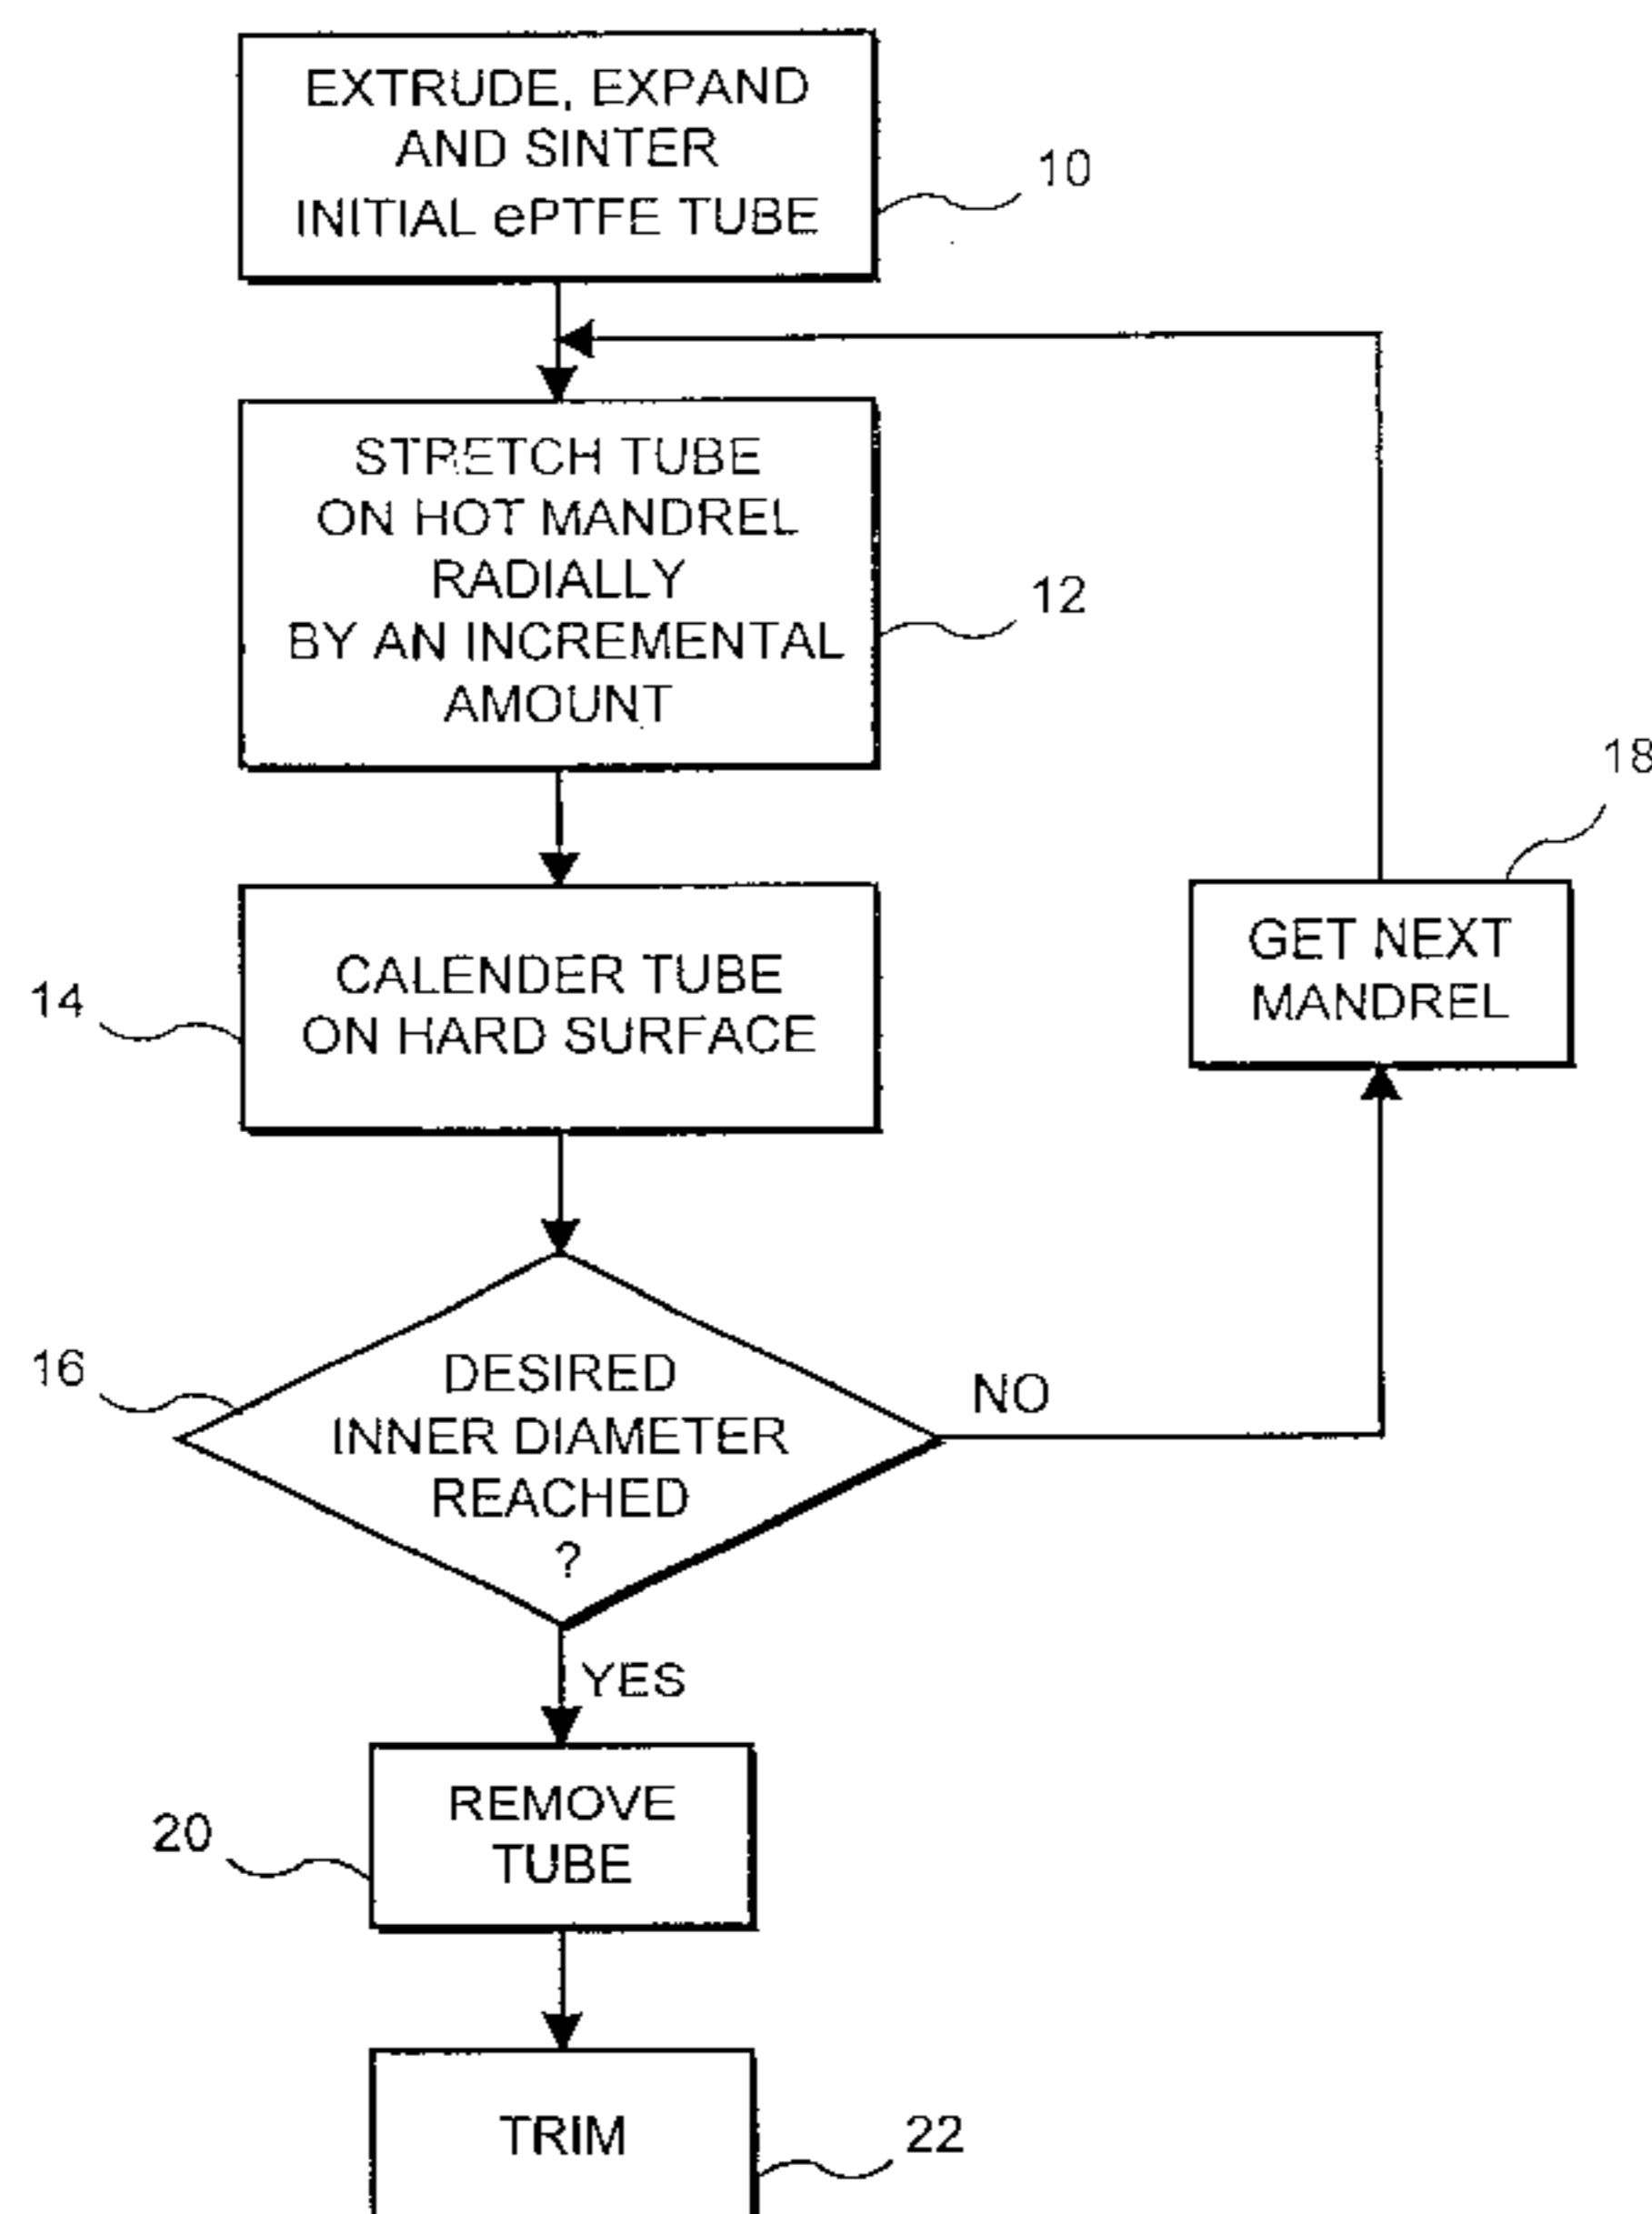 EXTRUDE, EXPAND
AND SINTER
INITIAL ePTFE TUBE
10
STRETCH TUBE
ON HOT MANDREL
RADIALLY
BY AN INCREMENTAL
AMOUNT
12
18
GET NEXT
MANDREL
14
CALENDER TUBE
ON HARD SURFACE
16
DESIRED
INNER DIAMETER
REACHED
?
NO
YES
20
REMOVE
TUBE
TRIM
22